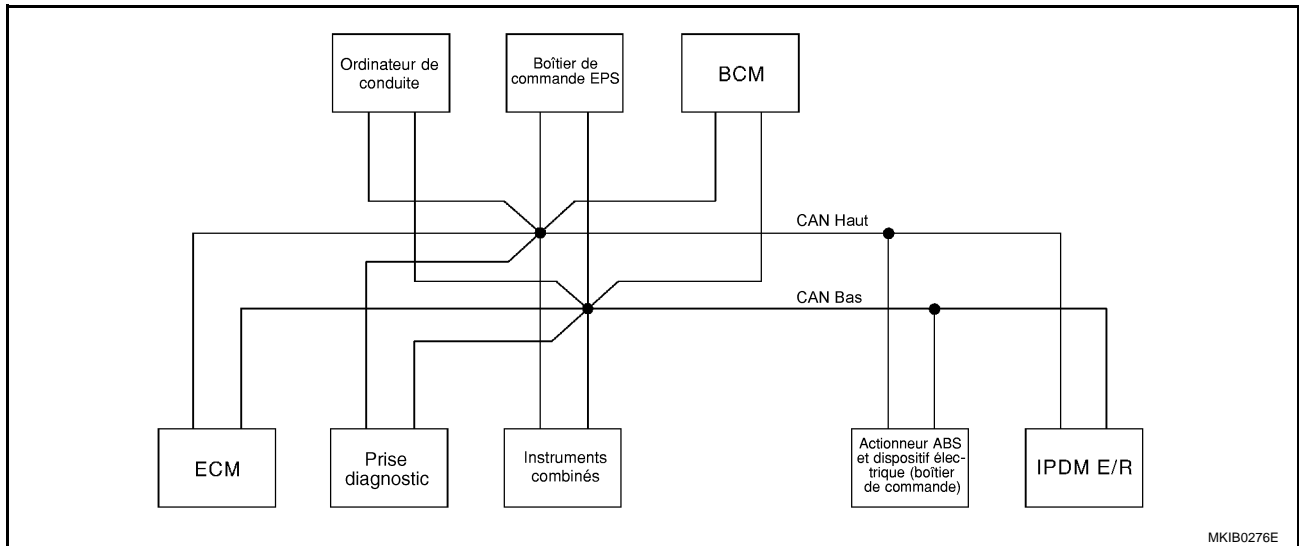 Ordinateur de
conduite
Boîtier de
commande EPS
BCM
CAN Haut
CAN Bas
ECM
Prise
diagnostic
Instruments
combinés
Actionneur ABS
et dispositif élec-
trique (boîtier
de commande)
IPDM E/R
MKIB0276E